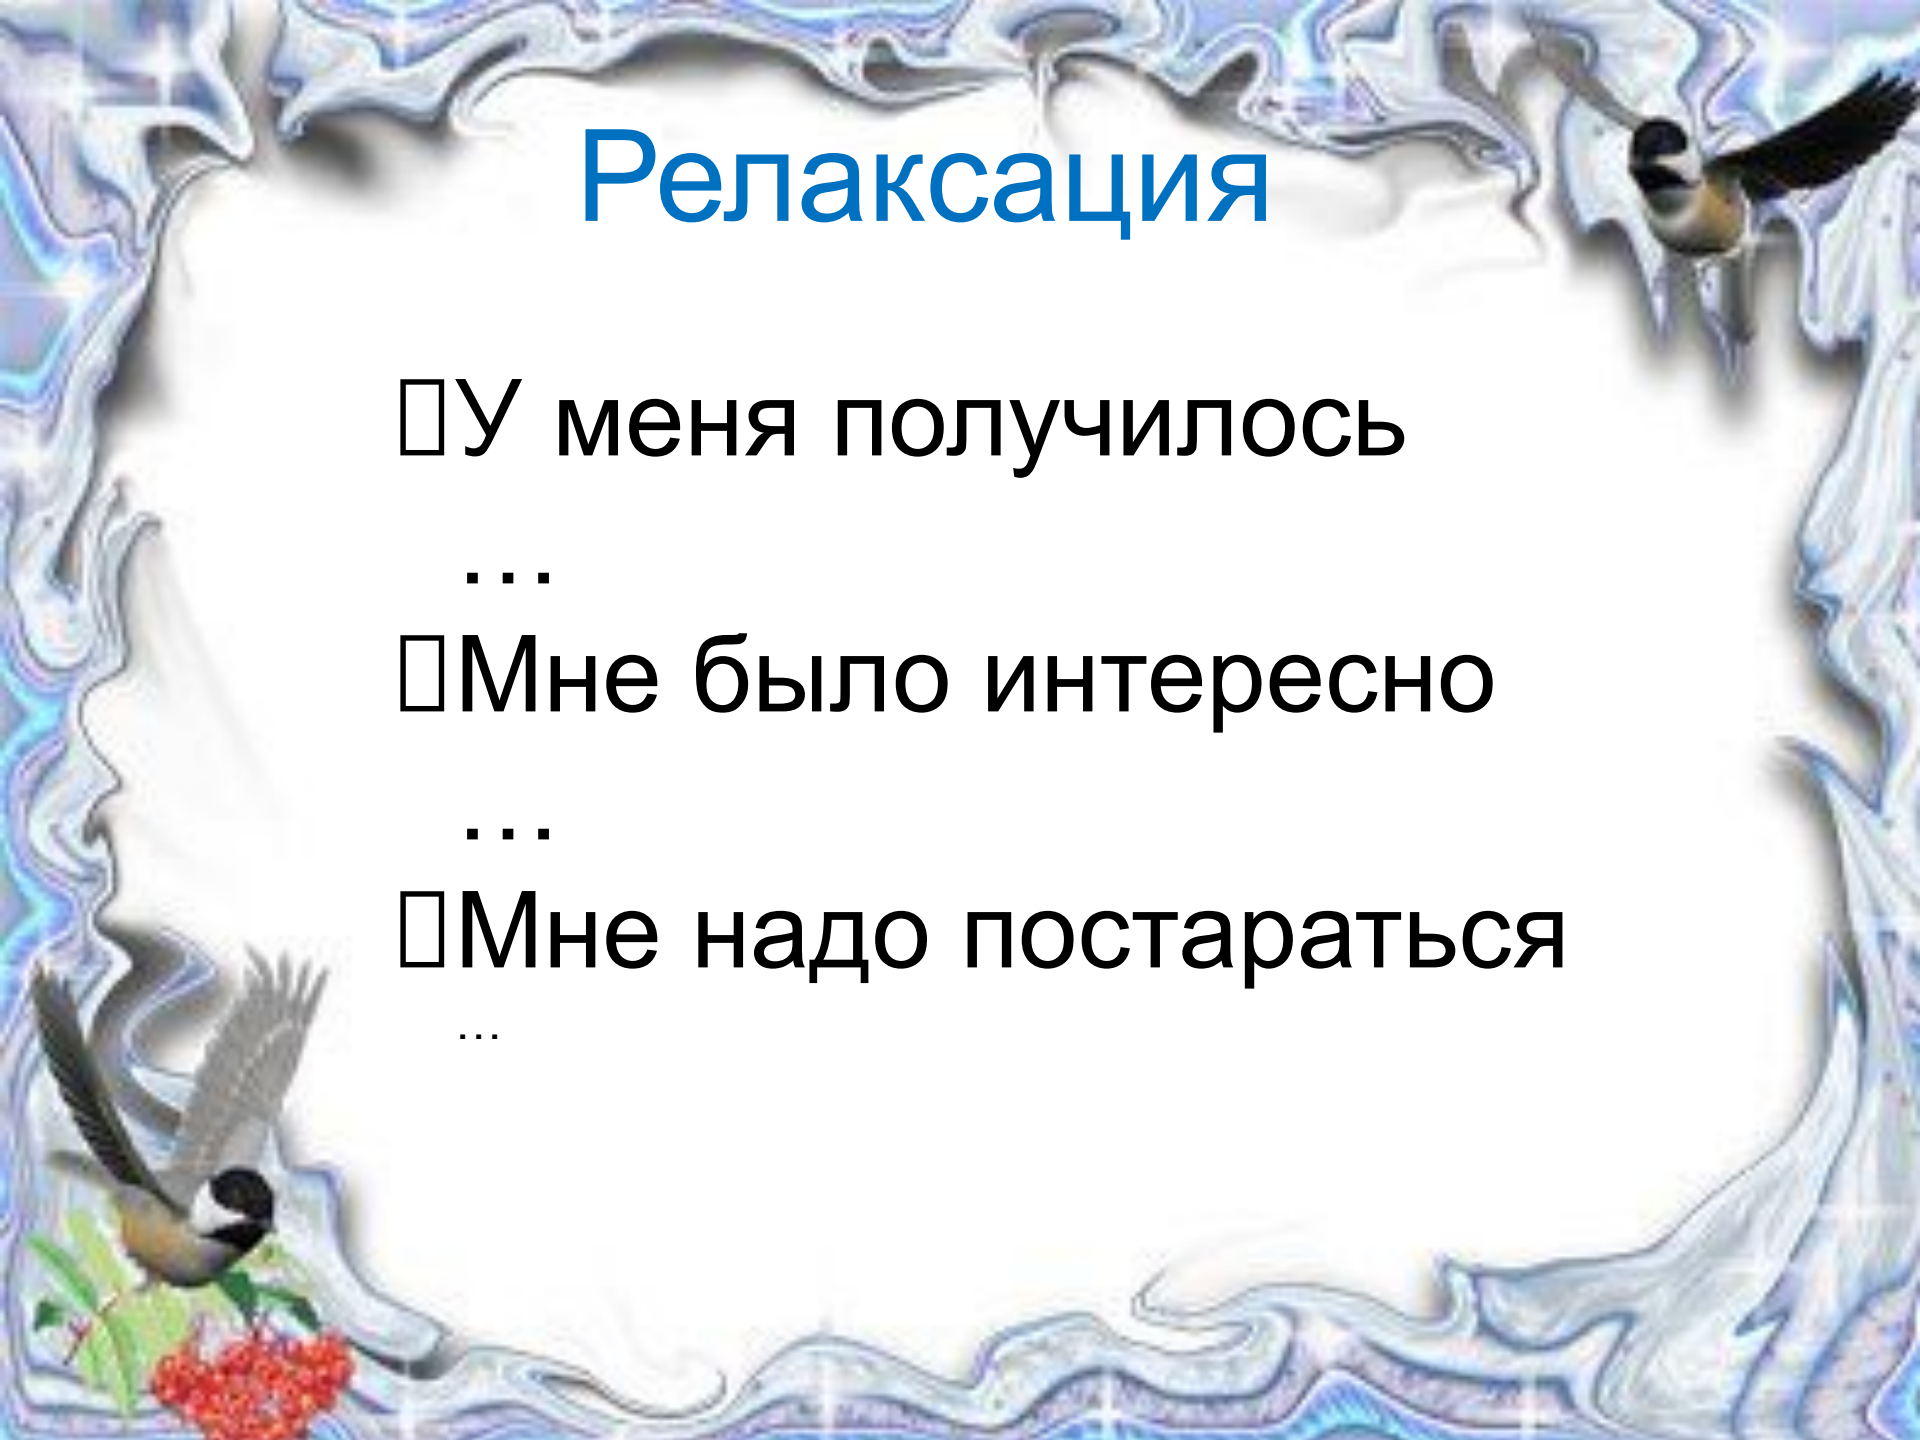 Релаксация
У меня получилось
…
Мне было интересно
…
Мне надо постараться
…